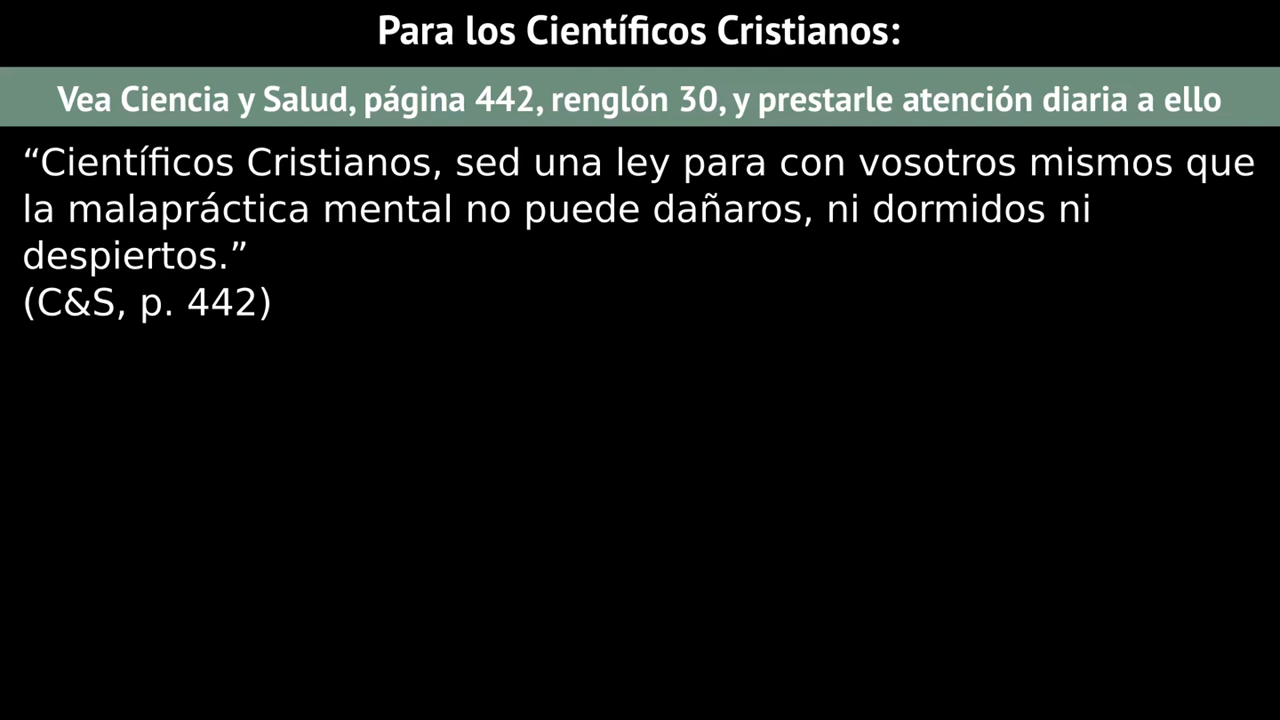 Para los Científicos Cristianos:
Vea Ciencia y Salud, página 442, renglón 30, y prestarle atención diaria a ello
“Científicos Cristianos, sed una ley para con vosotros mismos que
la malapráctica mental no puede dañaros, ni dormidos ni
despiertos.”
(C&S, p. 442)